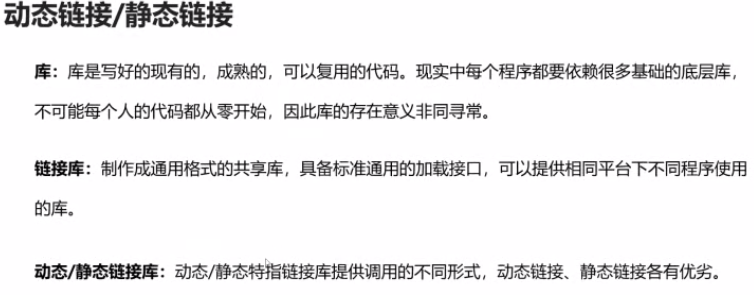 动态链接/静态链接
库：库是写好的现有的，成熟的，可以复用的代码。现实中每个程序都要依赖很多基础的底层库，
不可能每个人的代码都从零开始，因此库的存在意义非同寻常。
链接库：制作成通用格式的共享库，具备标准通用的加载接口，可以提供相同平台下不同程序使用
的库。
动态/静态链接库：动态/静态特指链接库提供调用的不同形式，动态链接、静态链接各有优劣。